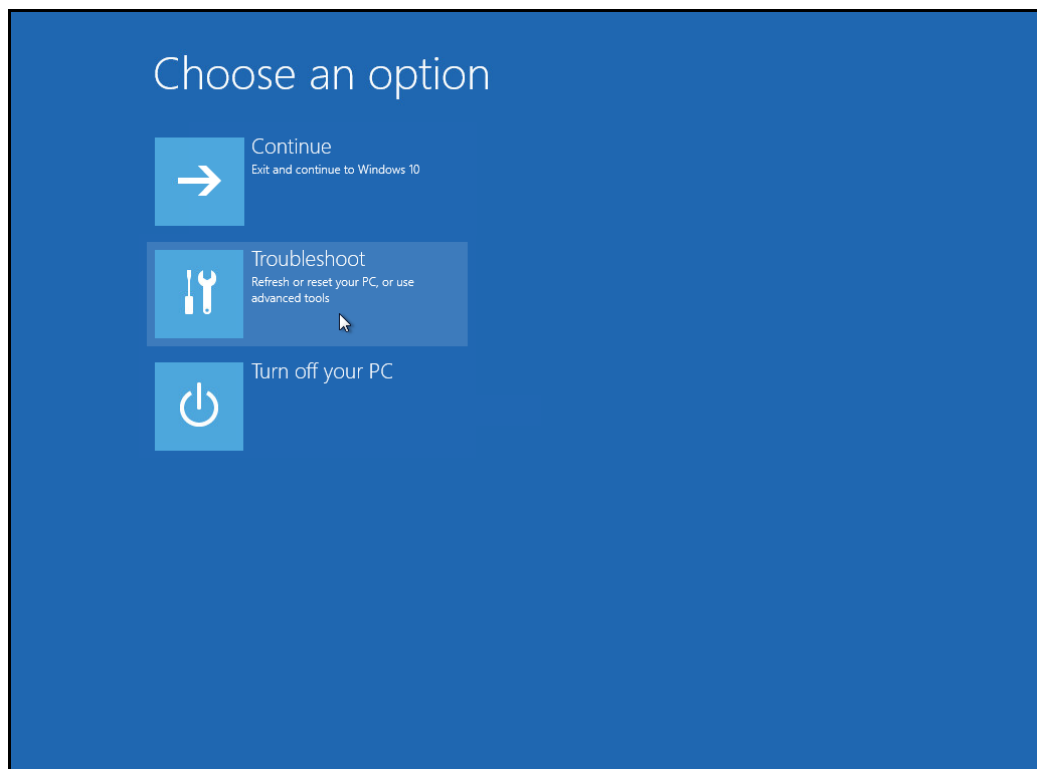 Choose an option
Continue
Exit and continue to Windows 10
Troubleshoot
Refresh or reset your PC, or use
advanced tools
Turn off your PC